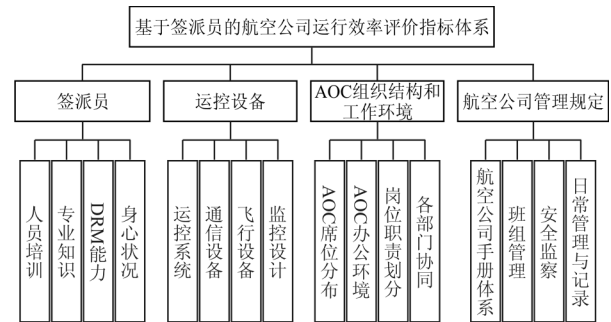 基于签派员的航空公司运行效率评价指标体系
签派员
运控设备
AOC组织结构和
工作环境
航空公司管理规定
人员培训
专业知识
DRM能力
身心状况
运控系统
通信设备
飞行设备
监控设计
AOC席位分布
AOC办公环境
岗位职责划分
各部门协同
航空公司手册体系
班组管理
安全监察
日常管理与记录